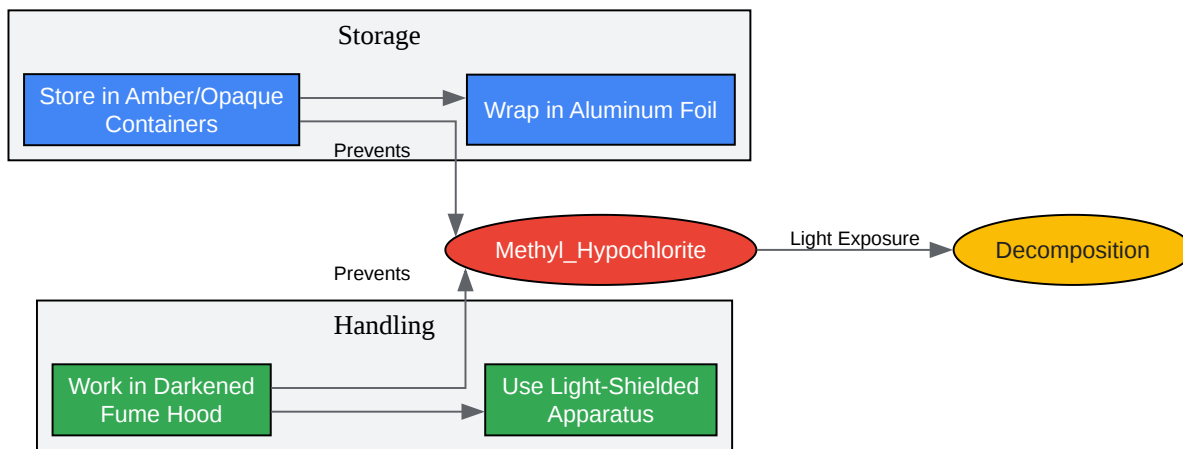 Storage
Store in Amber/Opaque
Containers
Wrap in Aluminum Foil
Prevents
Methyl_Hypochlorite
Light Exposure
Decomposition
Prevents
Handling
Work in Darkened
Fume Hood
Use Light-Shielded
Apparatus